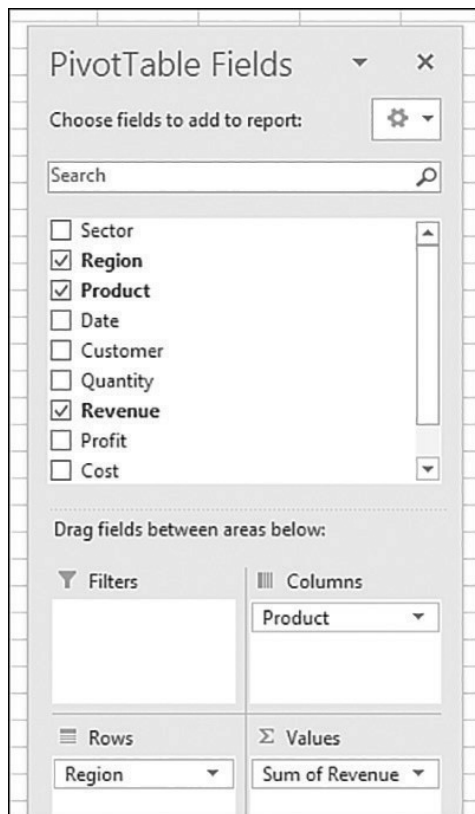 PivotTable Fields
Choose fields to add to report:
Search
Sector
Region
Product
Date
Customer
Quantity
Revenue
Profit
Cost
Drag fields between areas below:
Filters
Columns
Product
Rows
Values
Region
Sum of Revenue